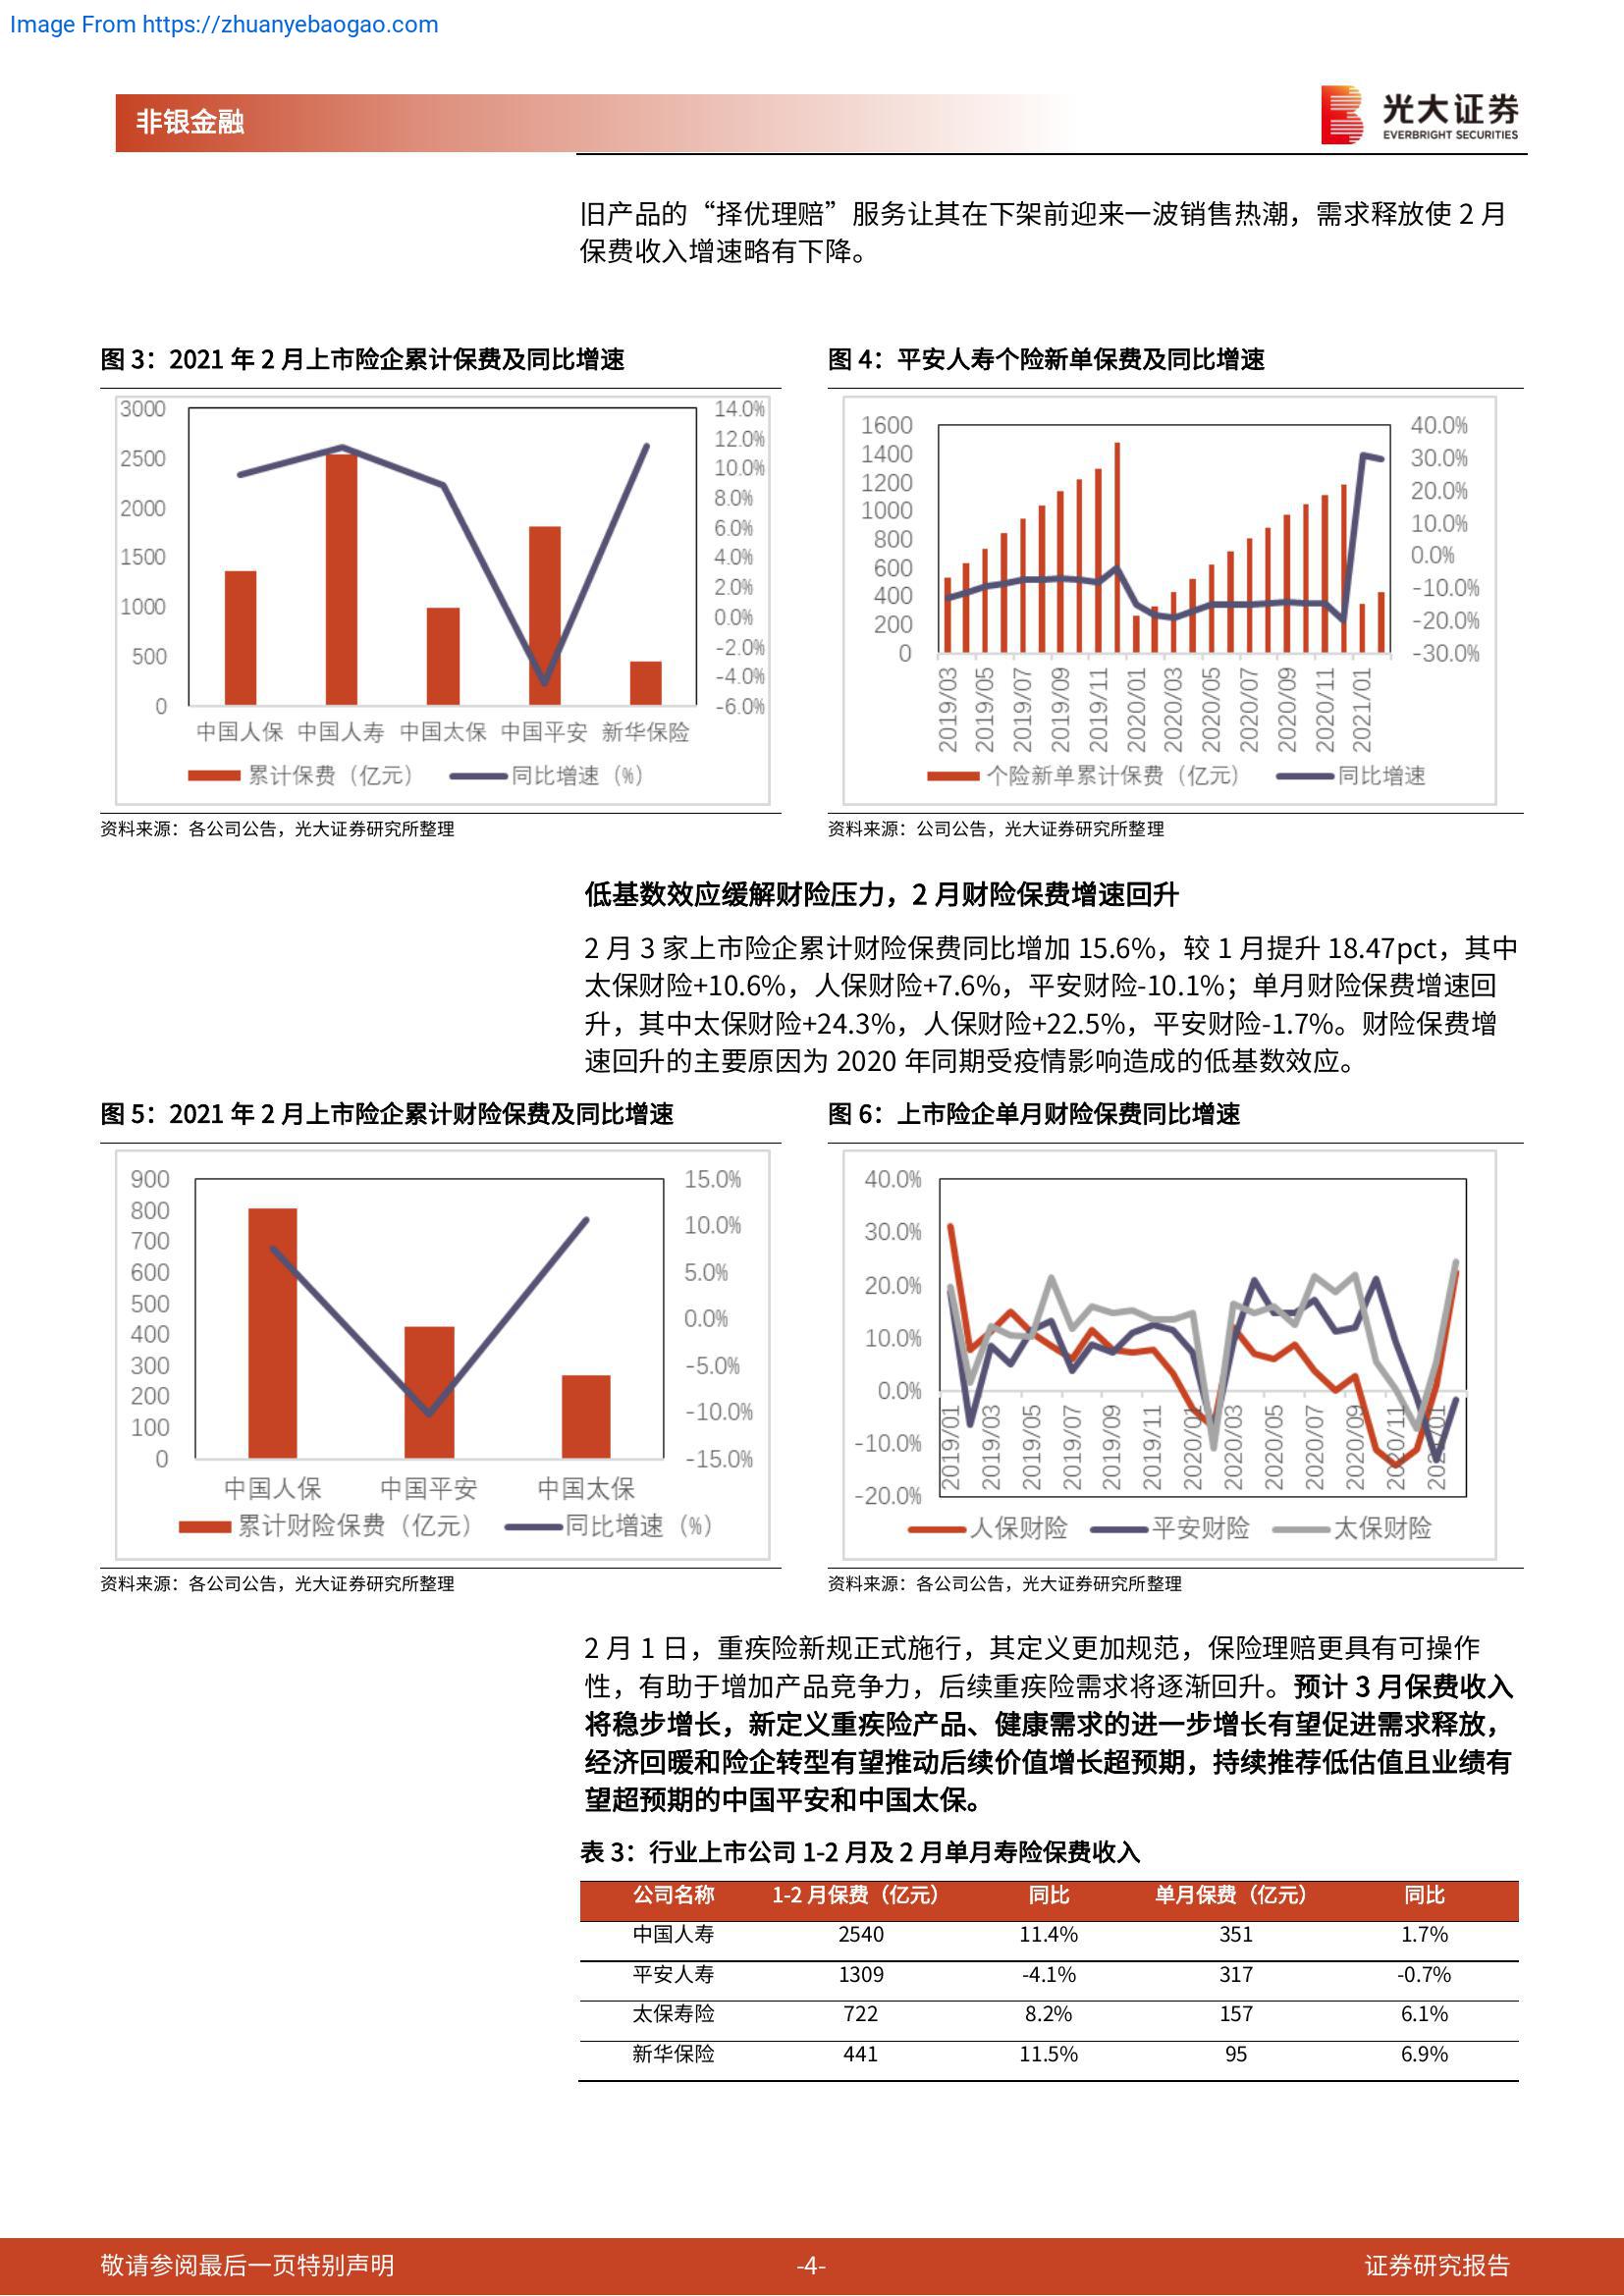 Image From https://zhuanyebaogao.com
非银金融
光大证券
EVERBRIGHT SECURITIES
旧产品的“择优理赔”服务让其在下架前迎来一波销售热潮，需求释放使 2 月
保费收入增速略有下降。
图 3：2021 年 2 月上市险企累计保费及同比增速
3000
2500
2000
1500
1000
500
0
14.0%
12.0%
10.0%
8.0%
6.0%
4.0%
2.0%
0.0%
-2.0%
-4.0%
-6.0%
中国人保 中国人寿 中国太保 中国平安 新华保险
累计保费（亿元） 同比增速（%）
资料来源：各公司公告，光大证券研究所整理
图 4：平安人寿个险新单保费及同比增速
1600
1400
1200
1000
800
600
400
200
0
40.0%
30.0%
20.0%
10.0%
0.0%
-10.0%
-20.0%
-30.0%
2019/03 2019/05 2019/07 2019/09 2019/11 2020/01 2020/03 2020/05 2020/07 2020/09 2020/11 2021/01
个险新单累计保费（亿元） 同比增速
资料来源：公司公告，光大证券研究所整理
低基数效应缓解财险压力，2 月财险保费增速回升
2 月 3 家上市险企累计财险保费同比增加 15.6%，较 1 月提升 18.47pct，其中
太保财险+10.6%，人保财险+7.6%，平安财险-10.1%；单月财险保费增速回
升，其中太保财险+24.3%，人保财险+22.5%，平安财险-1.7%。财险保费增
速回升的主要原因为 2020 年同期受疫情影响造成的低基数效应。
图 5：2021 年 2 月上市险企累计财险保费及同比增速
900
800
700
600
500
400
300
200
100
0
15.0%
10.0%
5.0%
0.0%
-5.0%
-10.0%
-15.0%
中国人保 中国平安 中国太保
累计财险保费（亿元） 同比增速（%）
资料来源：各公司公告，光大证券研究所整理
图 6：上市险企单月财险保费同比增速
40.0%
30.0%
20.0%
10.0%
0.0%
-10.0%
-20.0%
2019/01 2019/03 2019/05 2019/07 2019/09 2019/11 2020/01 2020/03 2020/05 2020/07 2020/09 2020/11 2021/01
人保财险 平安财险 太保财险
资料来源：各公司公告，光大证券研究所整理
2 月 1 日，重疾险新规正式施行，其定义更加规范，保险理赔更具有可操作
性，有助于增加产品竞争力，后续重疾险需求将逐渐回升。预计 3 月保费收入
将稳步增长，新定义重疾险产品、健康需求的进一步增长有望促进需求释放，
经济回暖和险企转型有望推动后续价值增长超预期，持续推荐低估值且业绩有
望超预期的中国平安和中国太保。
表 3：行业上市公司 1-2 月及 2 月单月寿险保费收入
公司名称 1-2 月保费（亿元） 同比 单月保费（亿元） 同比
中国人寿 2540 11.4% 351 1.7%
平安人寿 1309 -4.1% 317 -0.7%
太保寿险 722 8.2% 157 6.1%
新华保险 441 11.5% 95 6.9%
敬请参阅最后一页特别声明 -4- 证券研究报告